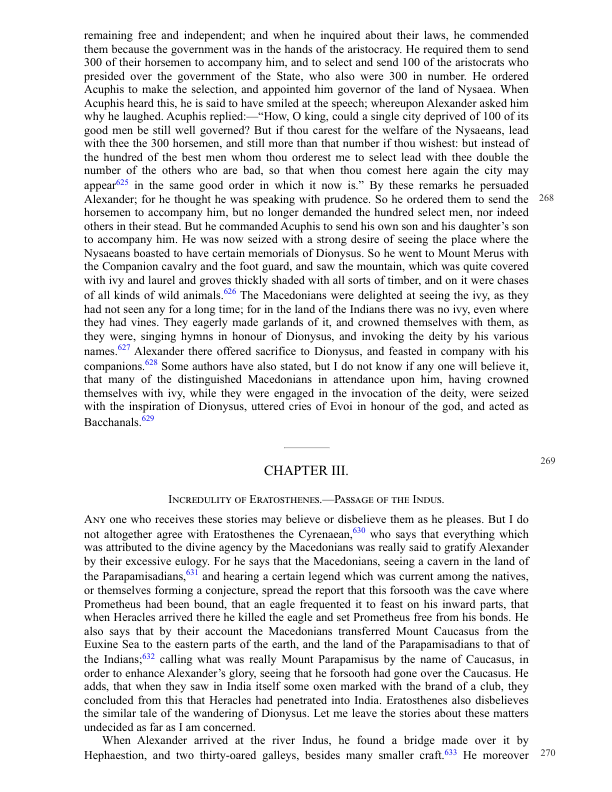 remaining free and independent; and when he inquired about their laws, he commended
them because the government was in the hands of the aristocracy. He required them to send
300 of their horsemen to accompany him, and to select and send 100 of the aristocrats who
presided over the government of the State, who also were 300 in number. He ordered
Acuphis to make the selection, and appointed him governor of the land of Nysaea. When
Acuphis heard this, he is said to have smiled at the speech; whereupon Alexander asked him
why he laughed. Acuphis replied:—“How, O king, could a single city deprived of 100 of its
good men be still well governed? But if thou carest for the welfare of the Nysaeans, lead
with thee the 300 horsemen, and still more than that number if thou wishest: but instead of
the hundred of the best men whom thou orderest me to select lead with thee double the
number of the others who are bad, so that when thou comest here again the city may
appear625 in the same good order in which it now is.” By these remarks he persuaded
Alexander; for he thought he was speaking with prudence. So he ordered them to send the 268
horsemen to accompany him, but no longer demanded the hundred select men, nor indeed
others in their stead. But he commanded Acuphis to send his own son and his daughter’s son
to accompany him. He was now seized with a strong desire of seeing the place where the
Nysaeans boasted to have certain memorials of Dionysus. So he went to Mount Merus with
the Companion cavalry and the foot guard, and saw the mountain, which was quite covered
with ivy and laurel and groves thickly shaded with all sorts of timber, and on it were chases
of all kinds of wild animals.626 The Macedonians were delighted at seeing the ivy, as they
had not seen any for a long time; for in the land of the Indians there was no ivy, even where
they had vines. They eagerly made garlands of it, and crowned themselves with them, as
they were, singing hymns in honour of Dionysus, and invoking the deity by his various
names.627 Alexander there offered sacrifice to Dionysus, and feasted in company with his
companions.628 Some authors have also stated, but I do not know if any one will believe it,
that many of the distinguished Macedonians in attendance upon him, having crowned
themselves with ivy, while they were engaged in the invocation of the deity, were seized
with the inspiration of Dionysus, uttered cries of Evoi in honour of the god, and acted as
Bacchanals.629
269
CHAPTER III.
Incredulity of Eratosthenes.—Passage of the Indus.
Any one who receives these stories may believe or disbelieve them as he pleases. But I do
not altogether agree with Eratosthenes the Cyrenaean,630 who says that everything which
was attributed to the divine agency by the Macedonians was really said to gratify Alexander
by their excessive eulogy. For he says that the Macedonians, seeing a cavern in the land of
the Parapamisadians,631 and hearing a certain legend which was current among the natives,
or themselves forming a conjecture, spread the report that this forsooth was the cave where
Prometheus had been bound, that an eagle frequented it to feast on his inward parts, that
when Heracles arrived there he killed the eagle and set Prometheus free from his bonds. He
also says that by their account the Macedonians transferred Mount Caucasus from the
Euxine Sea to the eastern parts of the earth, and the land of the Parapamisadians to that of
the Indians;632 calling what was really Mount Parapamisus by the name of Caucasus, in
order to enhance Alexander’s glory, seeing that he forsooth had gone over the Caucasus. He
adds, that when they saw in India itself some oxen marked with the brand of a club, they
concluded from this that Heracles had penetrated into India. Eratosthenes also disbelieves
the similar tale of the wandering of Dionysus. Let me leave the stories about these matters
undecided as far as I am concerned.
When Alexander arrived at the river Indus, he found a bridge made over it by
Hephaestion, and two thirty-oared galleys, besides many smaller craft.633 He moreover 270